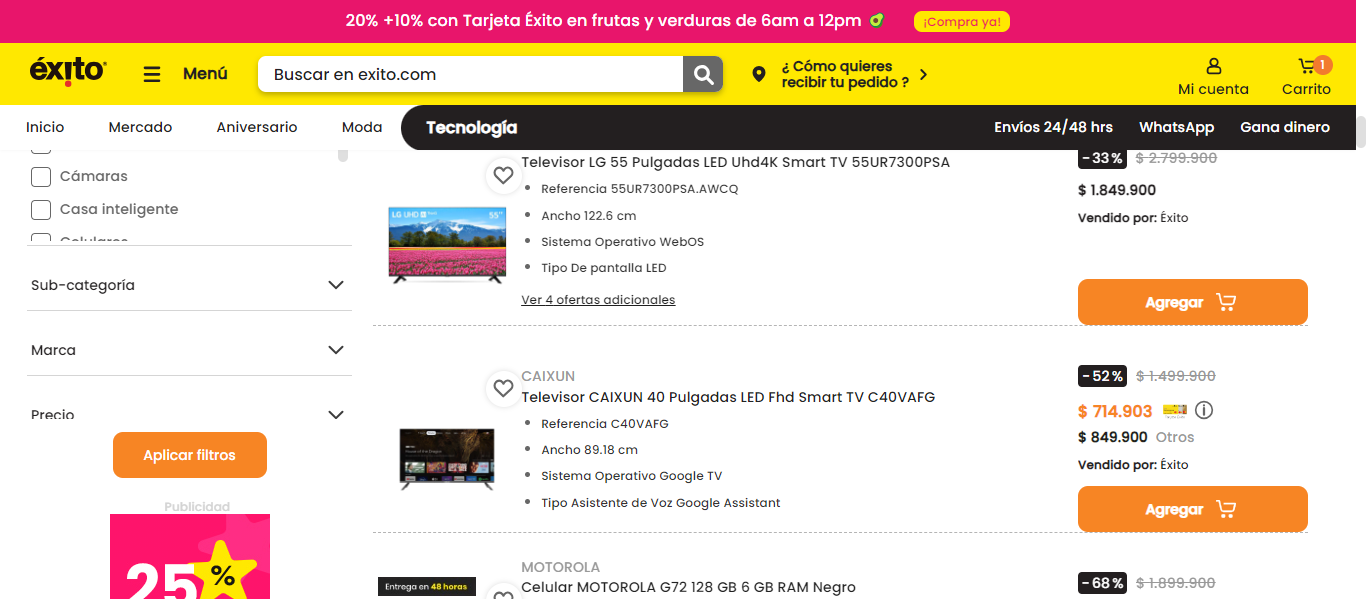 20% +10% con Tarjeta Éxito en frutas y verduras de 6am a 12pm ¡Compra ya!
éxito
Menú
Buscar en exito.com
¿ Cómo quieres
recibir tu pedido ?
Mi cuenta
1
Carrito
Inicio Mercado Aniversario Moda Tecnología Envíos 24/48 hrs WhatsApp Gana dinero
Cámaras
Casa inteligente
Celulares
Sub-categoría
Marca
Precio
Aplicar filtros
Publicidad
25 %
Televisor LG 55 Pulgadas LED Uhd4K Smart TV 55UR7300PSA
LG UHD
55"
Referencia 55UR7300PSA.AWCQ
Ancho 122.6 cm
Sistema Operativo WebOS
Tipo De pantalla LED
Ver 4 ofertas adicionales
-33% $ 2.799.900
$ 1.849.900
Vendido por: Éxito
Agregar
CAIXUN
Televisor CAIXUN 40 Pulgadas LED Fhd Smart TV C40VAFG
Referencia C40VAFG
Ancho 89.18 cm
Sistema Operativo Google TV
Tipo Asistente de Voz Google Assistant
-52% $ 1.499.900
$ 714.903
$ 849.900 Otros
Vendido por: Éxito
Agregar
Entrega en 48 horas
MOTOROLA
Celular MOTOROLA G72 128 GB 6 GB RAM Negro
-68% $ 1.899.900